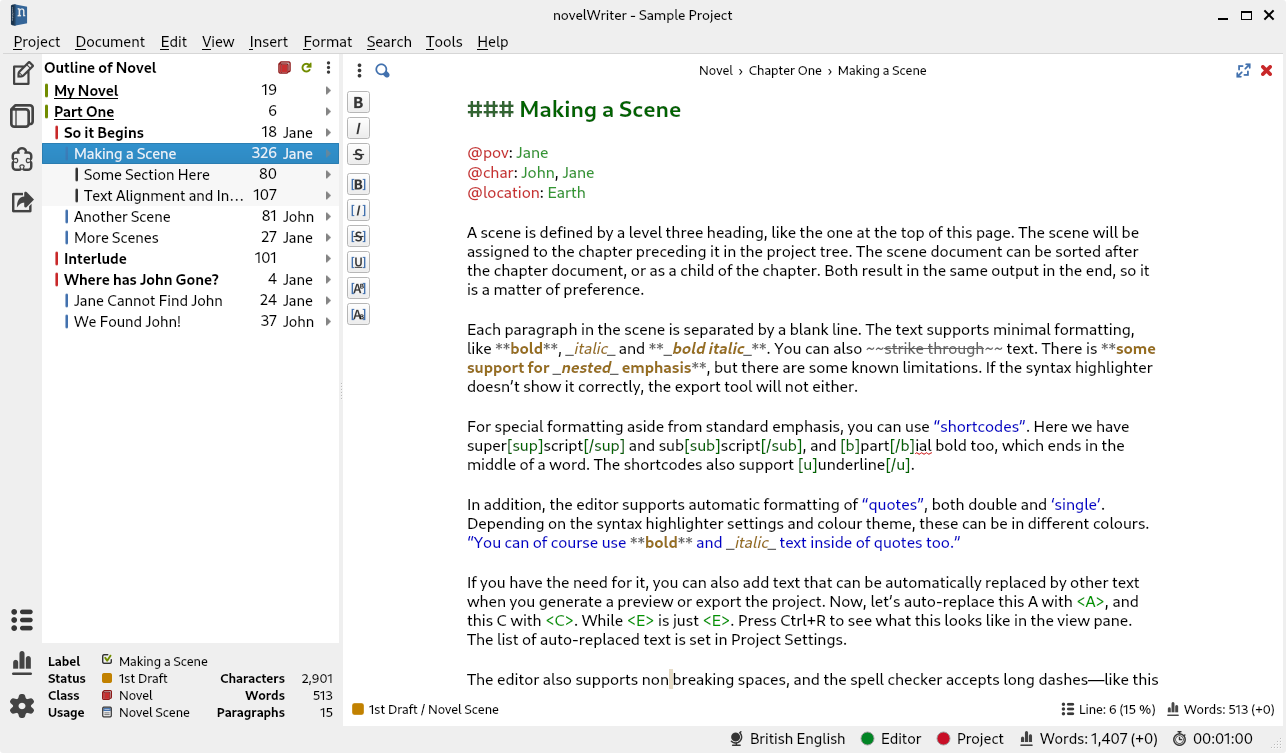 novelWriter - Sample Project
Project Document Edit View Insert Format Search Tools Help
Outline of Novel
My Novel 19
Part One 6
So it Begins 18 Jane
Making a Scene 326 Jane
Some Section Here 80
Text Alignment and In… 107
Another Scene 81 John
More Scenes 27 Jane
Interlude 101
Where has John Gone? 4 Jane
Jane Cannot Find John 24 Jane
We Found John! 37 John
Label Making a Scene
Status 1st Draft Characters 2,901
Class Novel Words 513
Usage Novel Scene Paragraphs 15
Novel › Chapter One › Making a Scene
B
I
S
[B]
[I]
[S]
[U]
[Aᴮ]
[Aʙ]
### Making a Scene
@pov: Jane
@char: John, Jane
@location: Earth
A scene is defined by a level three heading, like the one at the top of this page. The scene will be
assigned to the chapter preceding it in the project tree. The scene document can be sorted after
the chapter document, or as a child of the chapter. Both result in the same output in the end, so it
is a matter of preference.
Each paragraph in the scene is separated by a blank line. The text supports minimal formatting,
like **bold**, _italic_ and **_bold italic_**. You can also ~~strike through~~ text. There is **some
support for _nested_ emphasis**, but there are some known limitations. If the syntax highlighter
doesn’t show it correctly, the export tool will not either.
For special formatting aside from standard emphasis, you can use “shortcodes”. Here we have
super[sup]script[/sup] and sub[sub]script[/sub], and [b]part[/b]ial bold too, which ends in the
middle of a word. The shortcodes also support [u]underline[/u].
In addition, the editor supports automatic formatting of “quotes”, both double and ‘single’.
Depending on the syntax highlighter settings and colour theme, these can be in different colours.
“You can of course use **bold** and _italic_ text inside of quotes too.”
If you have the need for it, you can also add text that can be automatically replaced by other text
when you generate a preview or export the project. Now, let’s auto-replace this A with <A>, and
this C with <C>. While <E> is just <E>. Press Ctrl+R to see what this looks like in the view pane.
The list of auto-replaced text is set in Project Settings.
The editor also supports non breaking spaces, and the spell checker accepts long dashes—like this
1st Draft / Novel Scene Line: 6 (15 %) Words: 513 (+0)
British English Editor Project Words: 1,407 (+0) 00:01:00